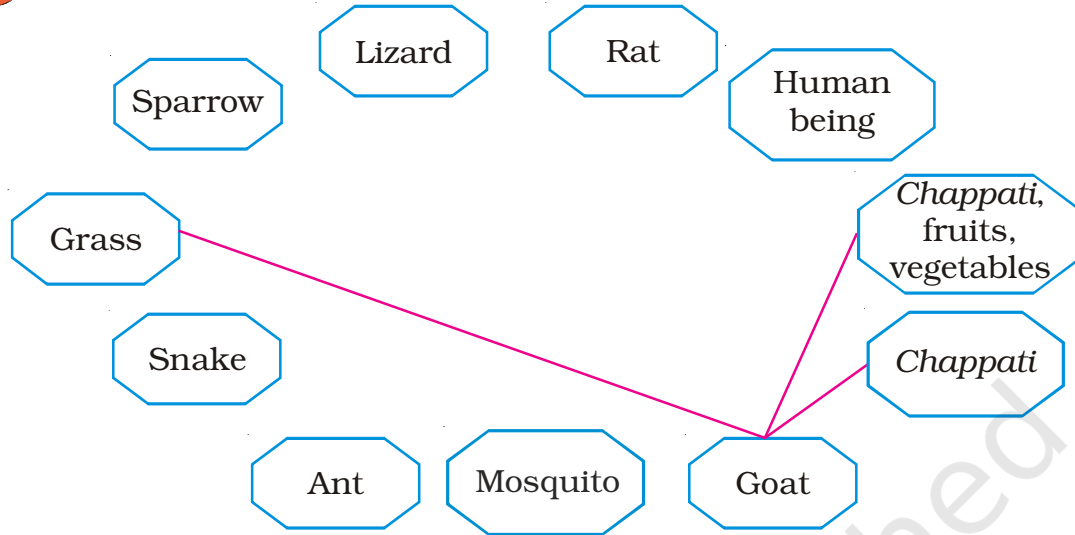 Lizard
Rat
Sparrow
Human
being
Chappati,
fruits,
vegetables
Grass
Snake
Chappati
Ant
Mosquito
Goat